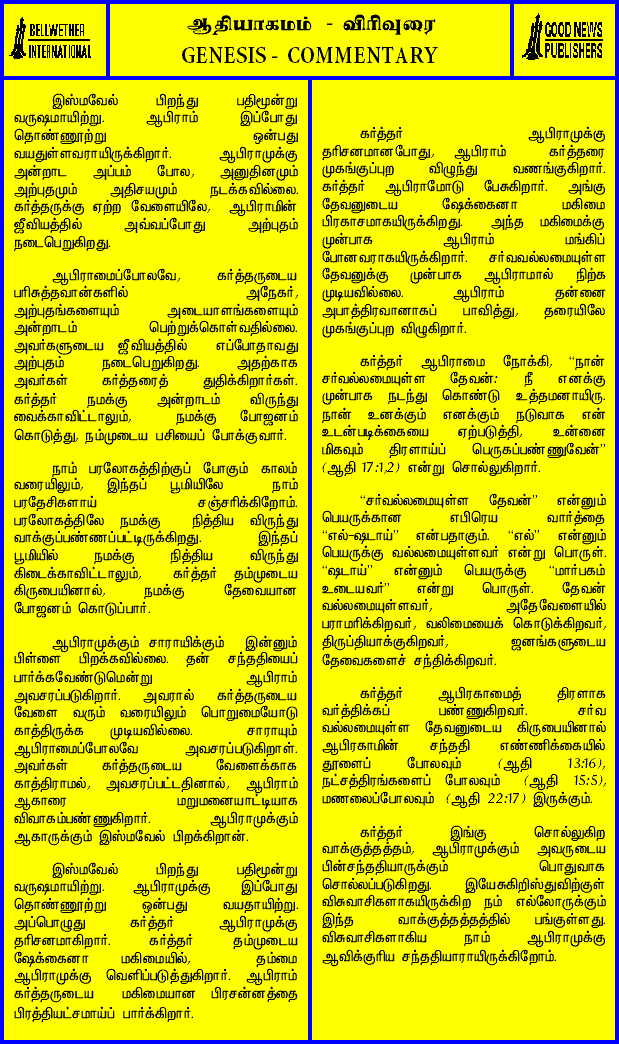 BELLWETHER
INTERNATIONAL
ஆதியாகமம் - விரிவுரை
GENESIS - COMMENTARY
GOOD NEWS
PUBLISHERS
இஸ்மவேல் பிறந்து பதிமூன்று
வருஷமாயிற்று. ஆபிராம் இப்போது
தொண்ணூற்று ஒன்பது
வயதுள்ளவராயிருக்கிறார். ஆபிராமுக்கு
அன்றாட அப்பம் போல, அனுதினமும்
அற்புதமும் அதிசயமும் நடக்கவில்லை.
கர்த்தருக்கு ஏற்ற வேளையிலே, ஆபிராமின்
ஜீவியத்தில் அவ்வப்போது அற்புதம்
நடைபெறுகிறது.
ஆபிராமைப்போலவே, கர்த்தருடைய
பரிசுத்தவான்களில் அநேகர்,
அற்புதங்களையும் அடையாளங்களையும்
அன்றாடம் பெற்றுக்கொள்வதில்லை.
அவர்களுடைய ஜீவியத்தில் எப்போதாவது
அற்புதம் நடைபெறுகிறது. அதற்காக
அவர்கள் கர்த்தரைத் துதிக்கிறார்கள்.
கர்த்தர் நமக்கு அன்றாடம் விருந்து
வைக்காவிட்டாலும், நமக்கு போஜனம்
கொடுத்து, நம்முடைய பசியைப் போக்குவார்.
நாம் பரலோகத்திற்குப் போகும் காலம்
வரையிலும், இந்தப் பூமியிலே நாம்
பரதேசிகளாய் சஞ்சரிக்கிறோம்.
பரலோகத்திலே நமக்கு நித்திய விருந்து
வாக்குப்பண்ணப்பட்டிருக்கிறது. இந்தப்
பூமியில் நமக்கு நித்திய விருந்து
கிடைக்காவிட்டாலும், கர்த்தர் தம்முடைய
கிருபையினால், நமக்கு தேவையான
போஜனம் கொடுப்பார்.
ஆபிராமுக்கும் சாராயிக்கும் இன்னும்
பிள்ளை பிறக்கவில்லை. தன் சந்ததியைப்
பார்க்கவேண்டுமென்று ஆபிராம்
அவசரப்படுகிறார். அவரால் கர்த்தருடைய
வேளை வரும் வரையிலும் பொறுமையோடு
காத்திருக்க முடியவில்லை. சாராயும்
ஆபிராமைப்போலவே அவசரப்படுகிறாள்.
அவர்கள் கர்த்தருடைய வேளைக்காக
காத்திராமல், அவசரப்பட்டதினால், ஆபிராம்
ஆகாரை மறுமனையாட்டியாக
விவாகம்பண்ணுகிறார். ஆபிராமுக்கும்
ஆகாருக்கும் இஸ்மவேல் பிறக்கிறான்.
இஸ்மவேல் பிறந்து பதிமூன்று
வருஷமாயிற்று. ஆபிராமுக்கு இப்போது
தொண்ணூற்று ஒன்பது வயதாயிற்று.
அப்பொழுது கர்த்தர் ஆபிராமுக்கு
தரிசனமாகிறார். கர்த்தர் தம்முடைய
ஷேக்கைனா மகிமையில், தம்மை
ஆபிராமுக்கு வெளிப்படுத்துகிறார். ஆபிராம்
கர்த்தருடைய மகிமையான பிரசன்னத்தை
பிரத்தியட்சமாய்ப் பார்க்கிறார்.
கர்த்தர் ஆபிராமுக்கு
தரிசனமானபோது, ஆபிராம் கர்த்தரை
முகங்குப்புற விழுந்து வணங்குகிறார்.
கர்த்தர் ஆபிராமோடு பேசுகிறார். அங்கு
தேவனுடைய ஷேக்கைனா மகிமை
பிரகாசமாகயிருக்கிறது. அந்த மகிமைக்கு
முன்பாக ஆபிராம் மங்கிப்
போனவராகயிருக்கிறார். சர்வவல்லமையுள்ள
தேவனுக்கு முன்பாக ஆபிராமால் நிற்க
முடியவில்லை. ஆபிராம் தன்னை
அபாத்திரவானாகப் பாவித்து, தரையிலே
முகங்குப்புற விழுகிறார்.
கர்த்தர் ஆபிராமை நோக்கி, “நான்
சர்வல்லமையுள்ள தேவன்: நீ எனக்கு
முன்பாக நடந்து கொண்டு உத்தமனாயிரு.
நான் உனக்கும் எனக்கும் நடுவாக என்
உடன்படிக்கையை ஏற்படுத்தி, உன்னை
மிகவும் திரளாய்ப் பெருகப்பண்ணுவேன்”
(ஆதி 17:1,2) என்று சொல்லுகிறார்.
“சர்வல்லமையுள்ள தேவன்” என்னும்
பெயருக்கான எபிரெய வார்த்தை
“எல்-ஷடாய்” என்பதாகும். “எல்” என்னும்
பெயருக்கு வல்லமையுள்ளவர் என்று பொருள்.
“ஷடாய்” என்னும் பெயருக்கு “மார்பகம்
உடையவர்” என்று பொருள். தேவன்
வல்லமையுள்ளவர், அதேவேளையில்
பராமரிக்கிறவர், வலிமையைக் கொடுக்கிறவர்,
திருப்தியாக்குகிறவர், ஜனங்களுடைய
தேவைகளைச் சந்திக்கிறவர்.
கர்த்தர் ஆபிரகாமைத் திரளாக
வர்த்திக்கப் பண்ணுகிறவர். சர்வ
வல்லமையுள்ள தேவனுடைய கிருபையினால்
ஆபிரகாமின் சந்ததி எண்ணிக்கையில்
தூளைப் போலவும் (ஆதி 13:16),
நட்சத்திரங்களைப் போலவும் (ஆதி 15:5),
மணலைப்போலவும் (ஆதி 22:17) இருக்கும்.
கர்த்தர் இங்கு சொல்லுகிற
வாக்குத்தத்தம், ஆபிராமுக்கும் அவருடைய
பின்சந்ததியாருக்கும் பொதுவாக
சொல்லப்படுகிறது. இயேசுகிறிஸ்துவிற்குள்
விசுவாசிகளாகயிருக்கிற நம் எல்லோருக்கும்
இந்த வாக்குத்தத்தத்தில் பங்குள்ளது.
விசுவாசிகளாகிய நாம் ஆபிராமுக்கு
ஆவிக்குரிய சந்ததியாராயிருக்கிறோம்.